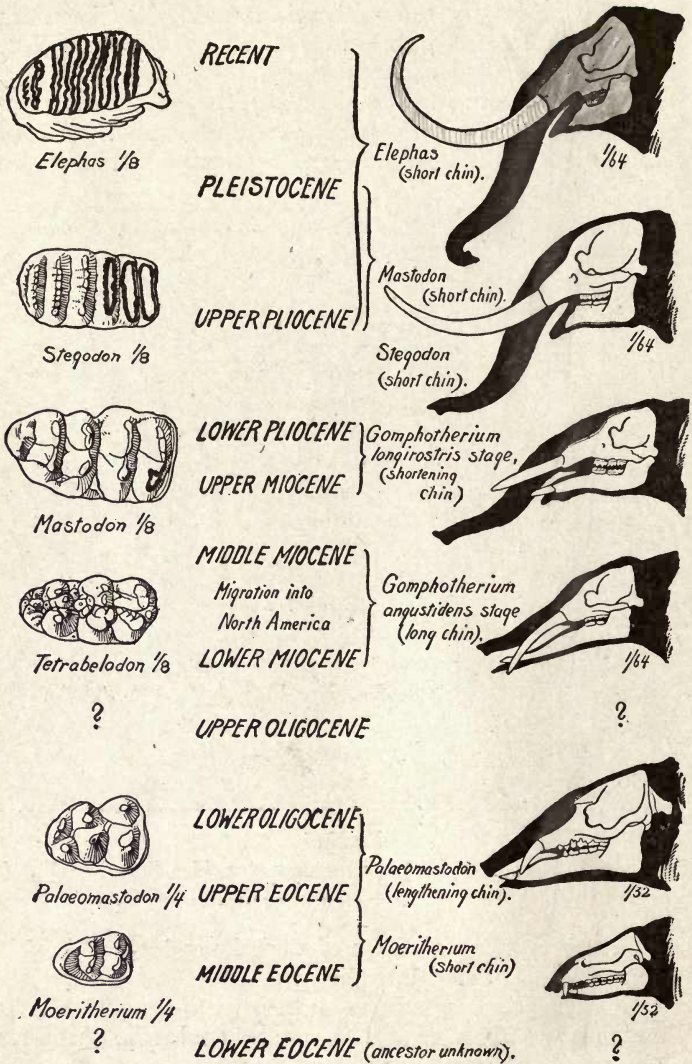 RECENT
Elephas 1/8
Elephas
(short chin).
1/64
PLEISTOCENE
Mastodon
(short chin).
UPPER PLIOCENE
1/64
Stegodon 1/8
Stegodon
(short chin).
LOWER PLIOCENE
Gomphotherium
longirostris stage,
(shortening
chin)
UPPER MIOCENE
Mastodon 1/8
MIDDLE MIOCENE
Migration into
North America
Gomphotherium
angustidens stage
(long chin).
Tetrabelodon 1/8
LOWER MIOCENE
1/64
?
?
UPPER OLIGOCENE
LOWER OLIGOCENE
Palaeomastodon 1/4
UPPER EOCENE
Palaeomastodon
(lengthening chin).
1/32
Moeritherium
(short chin)
MIDDLE EOCENE
Moeritherium 1/4
1/32
?
LOWER EOCENE (ancestor unknown).
?